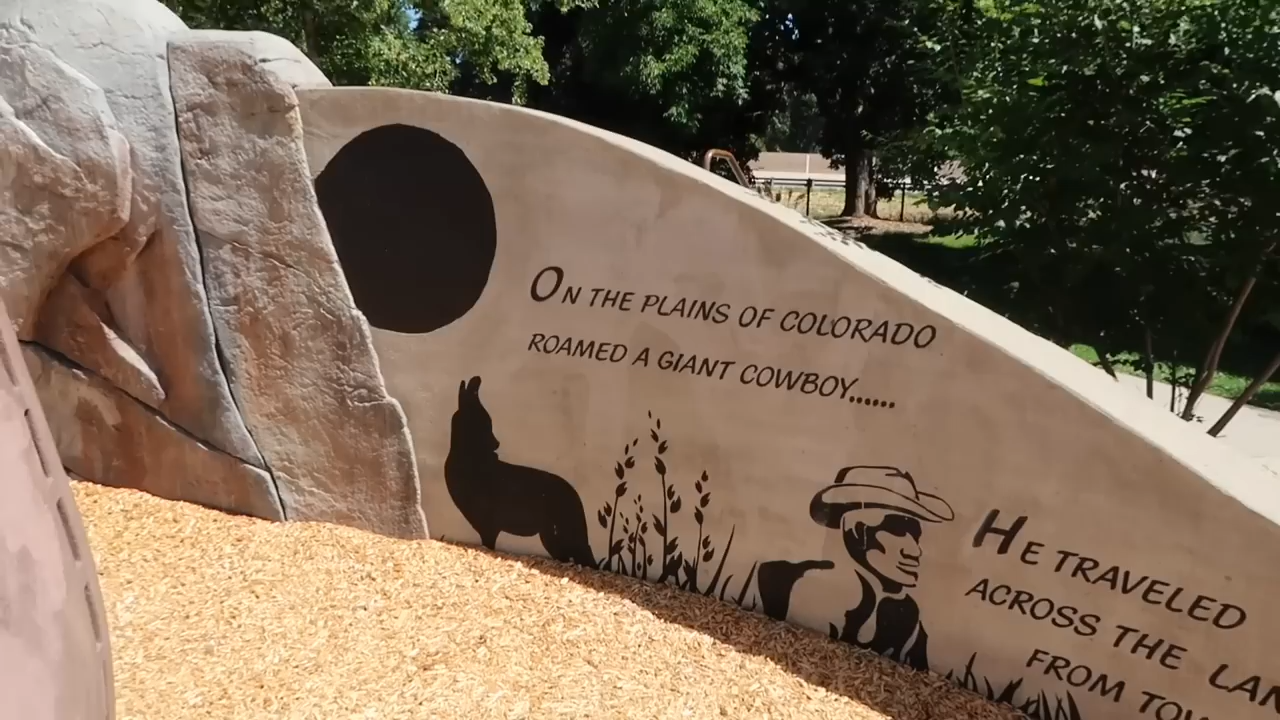 ON THE PLAINS OF COLORADO
ROAMED A GIANT COWBOY......
HE TRAVELED
ACROSS THE
FROM